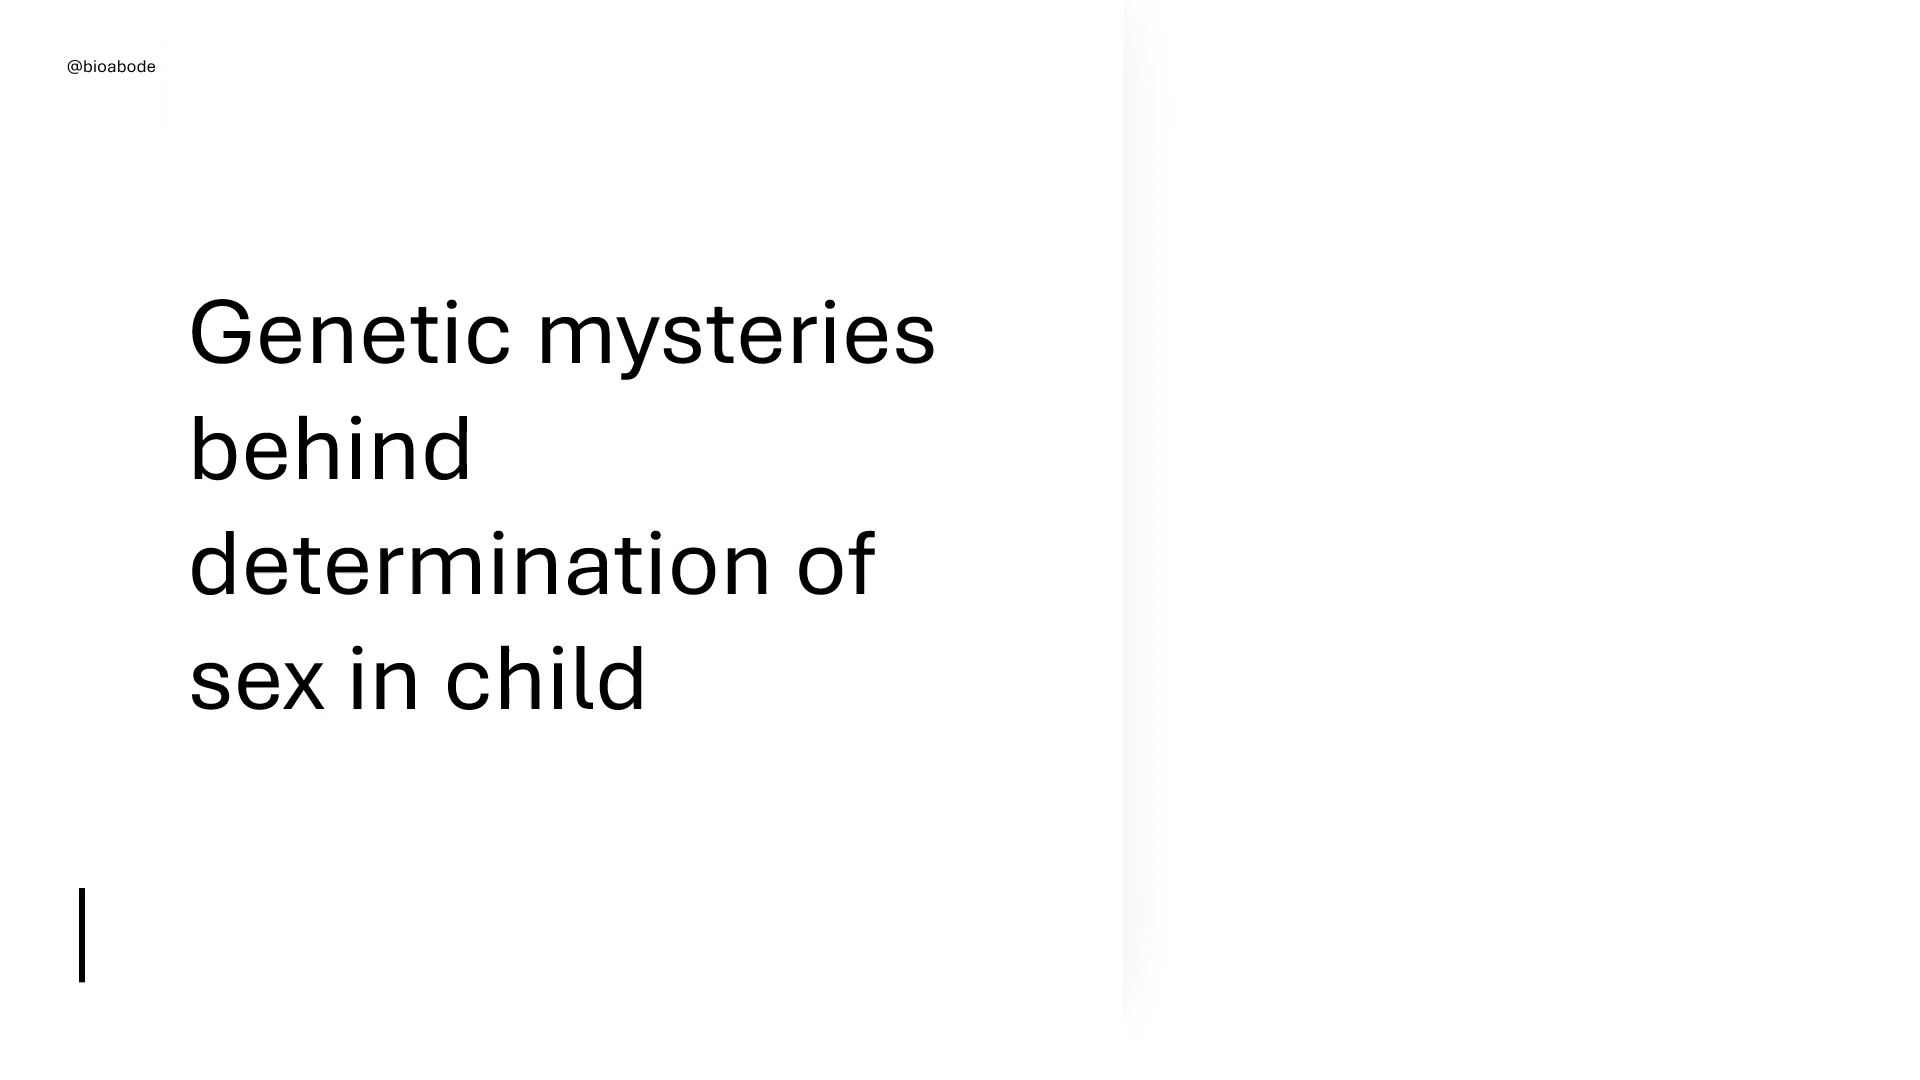 @bioabode
Genetic mysteries
behind
determination of
sex in child